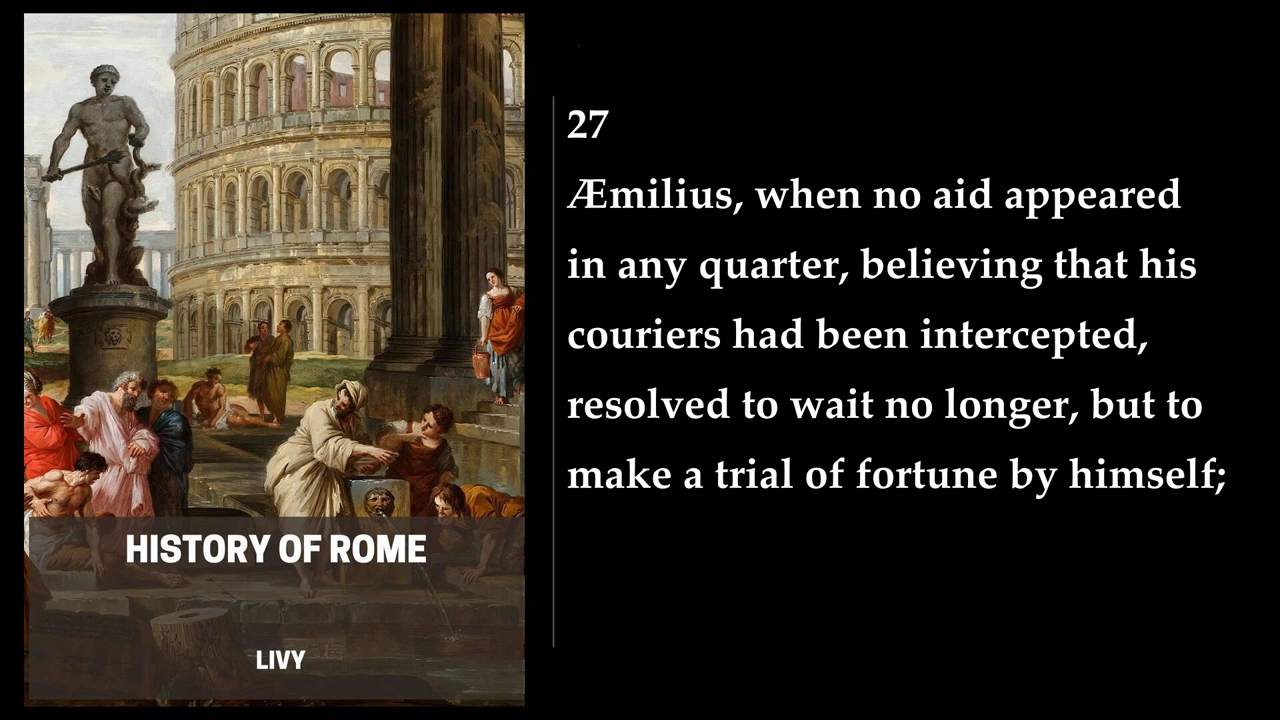 HISTORY OF ROME
LIVY
27
Æmilius, when no aid appeared
in any quarter, believing that his
couriers had been intercepted,
resolved to wait no longer, but to
make a trial of fortune by himself;